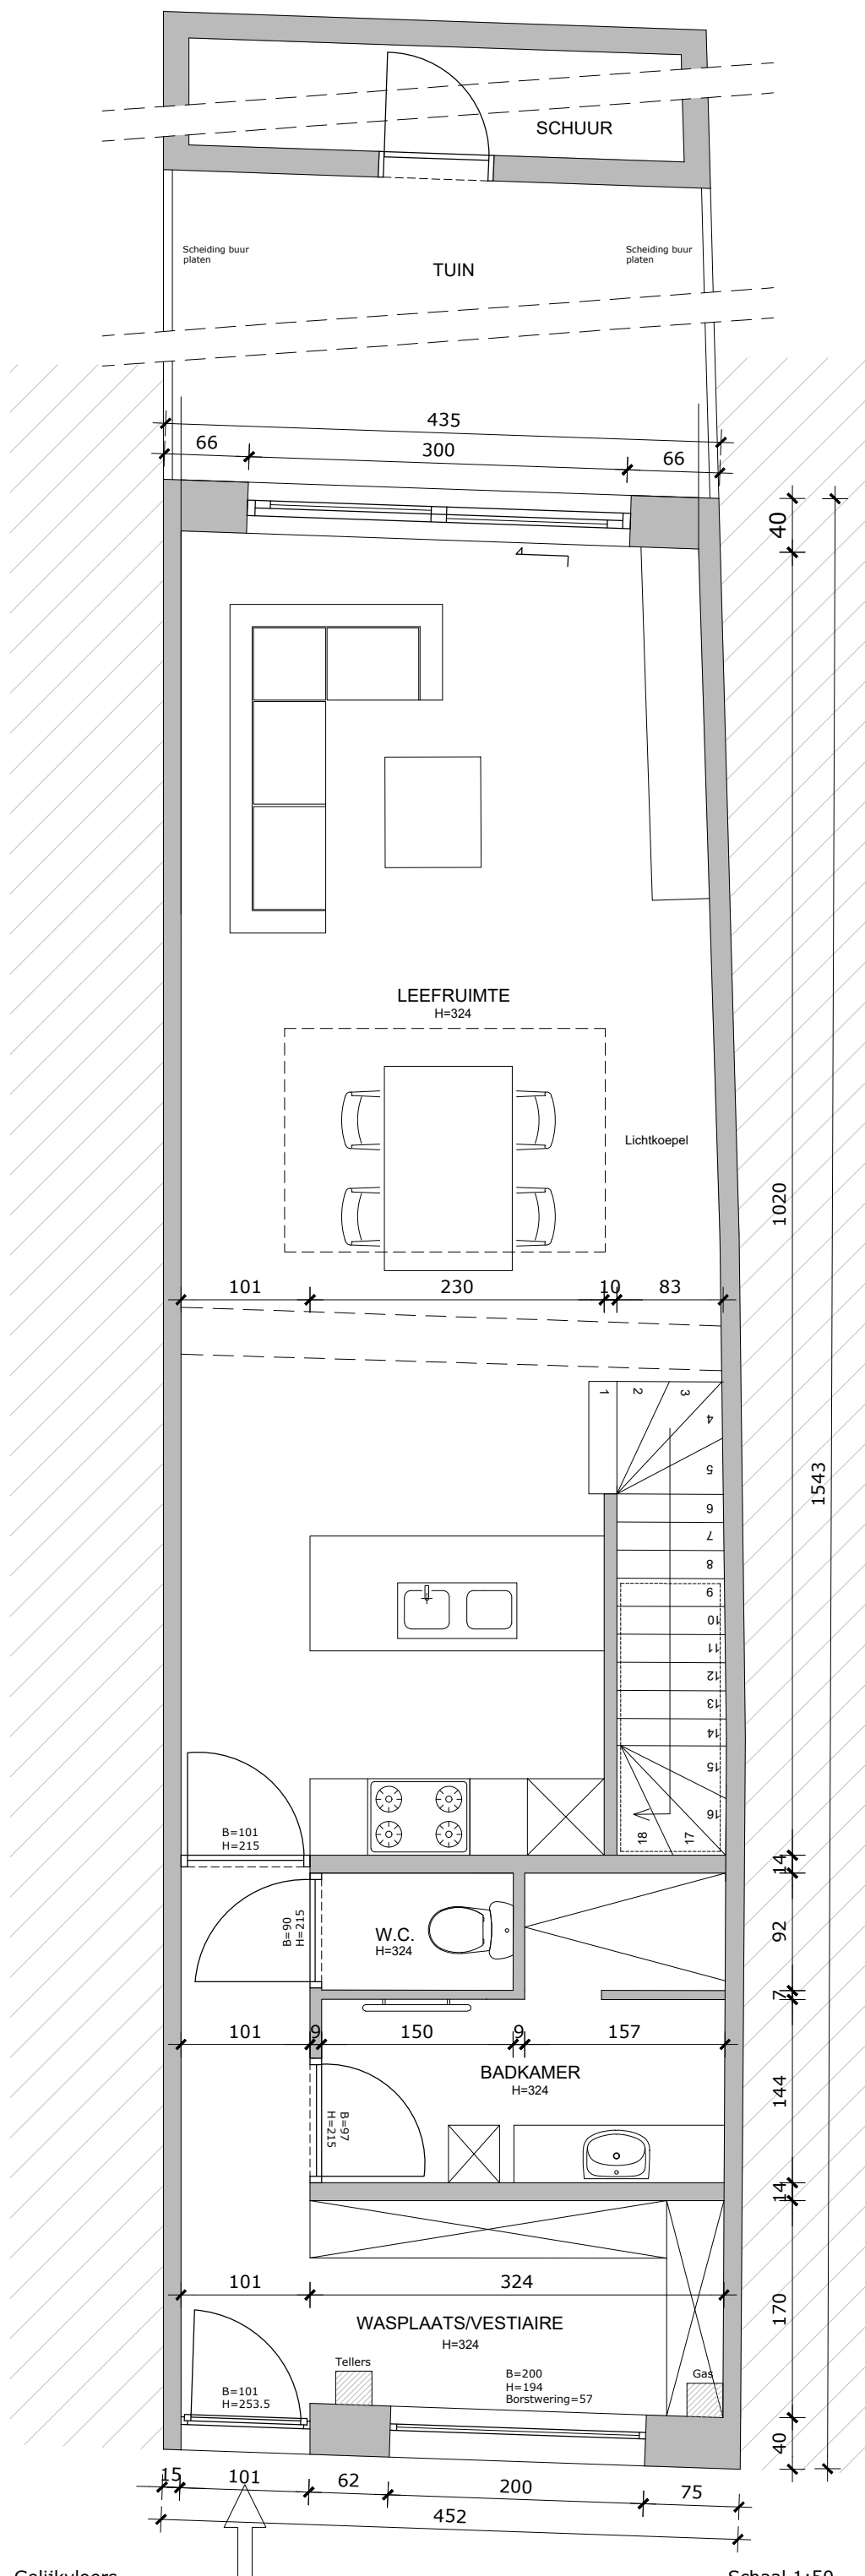 SCHUUR
Scheiding buur
platen
Scheiding buur
platen
TUIN
435
66
300
66
40
LEEFRUIMTE
H=324
Lichtkoepel
1020
101
230
10
83
1
2
3
4
5
6
7
8
9
10
11
12
13
14
15
16
17
18
1543
B=101
H=215
14
B=90
H=215
W.C.
H=324
92
7
101
9
150
9
157
BADKAMER
H=324
144
B=97
H=215
14
101
324
WASPLAATS/VESTIAIRE
H=324
170
Tellers
Gas
B=101
H=253.5
B=200
H=194
Borstwering=57
40
15
101
62
200
75
452
Gelijkvloers
Schaal 1:50